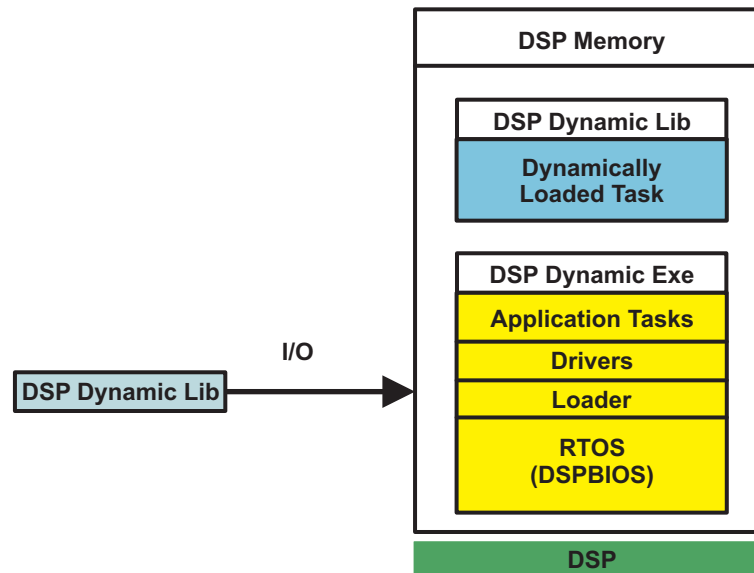 DSP Memory
DSP Dynamic Lib
Dynamically
Loaded Task
DSP Dynamic Exe
Application Tasks
Drivers
Loader
RTOS
(DSPBIOS)
I/O
DSP Dynamic Lib
DSP